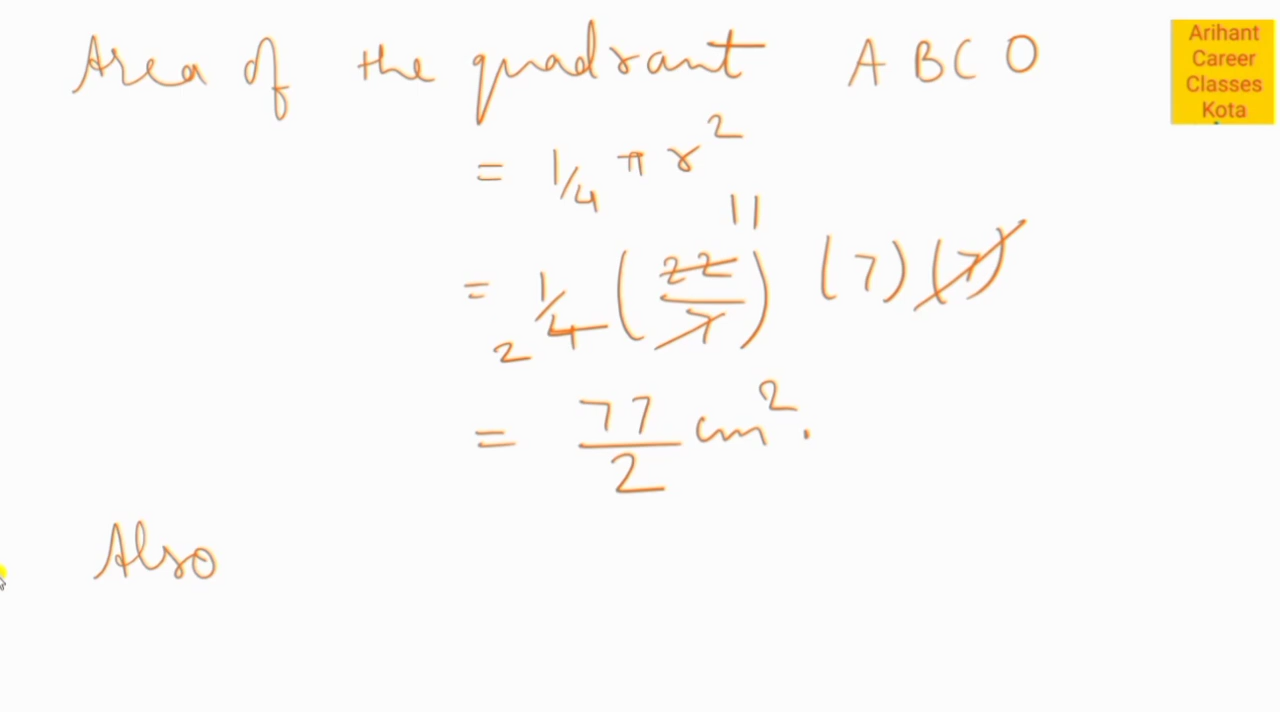 Area of the quadrant ABCO
= 1/4 π r²
= 1/4 (22/7) (7) (7)
11
2
= 77/2 cm².
Also
Arihant
Career
Classes
Kota